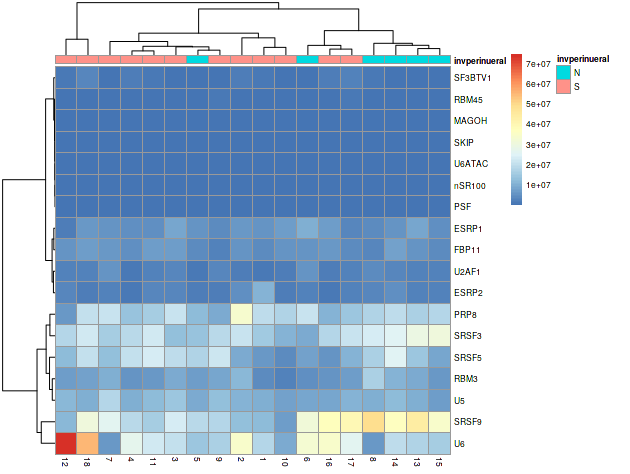 invperinueral
SF3BTV1
RBM45
MAGOH
SKIP
U6ATAC
nSR100
PSF
ESRP1
FBP11
U2AF1
ESRP2
PRP8
SRSF3
SRSF5
RBM3
U5
SRSF9
U6
12 18 7 4 11 3 5 9 2 1 10 6 16 17 8 14 13 15
7e+07
6e+07
5e+07
4e+07
3e+07
2e+07
1e+07
invperinueral
N
S